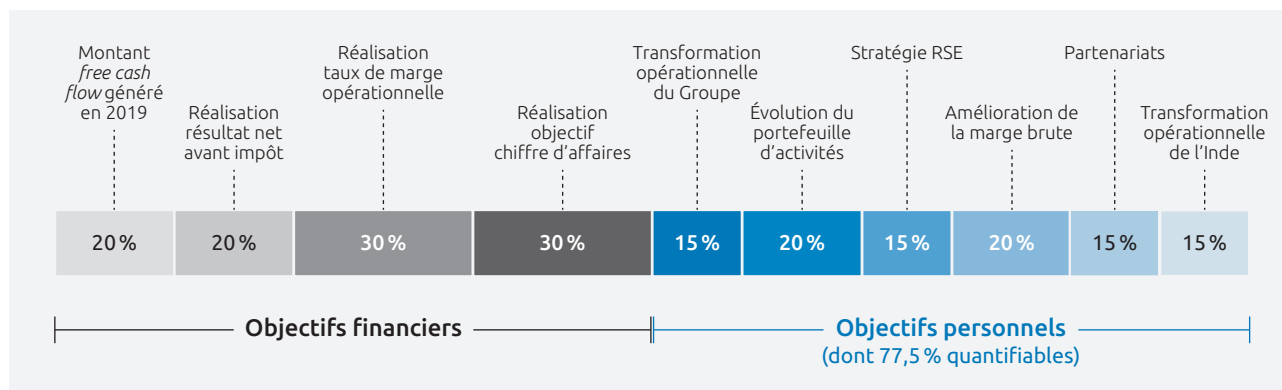 Montant
free cash
flow généré
en 2019
Réalisation
résultat net
avant impôt
Réalisation
taux de marge
opérationnelle
Réalisation
objectif
chiffre d'affaires
Transformation
opérationnelle
du Groupe
Évolution du
portefeuille
d'activités
Stratégie RSE
Amélioration de
la marge brute
Partenariats
Transformation
opérationnelle
de l'Inde
20 %
20 %
30 %
30 %
15 %
20 %
15 %
20 %
15 %
15 %
Objectifs financiers
Objectifs personnels
(dont 77,5 % quantifiables)